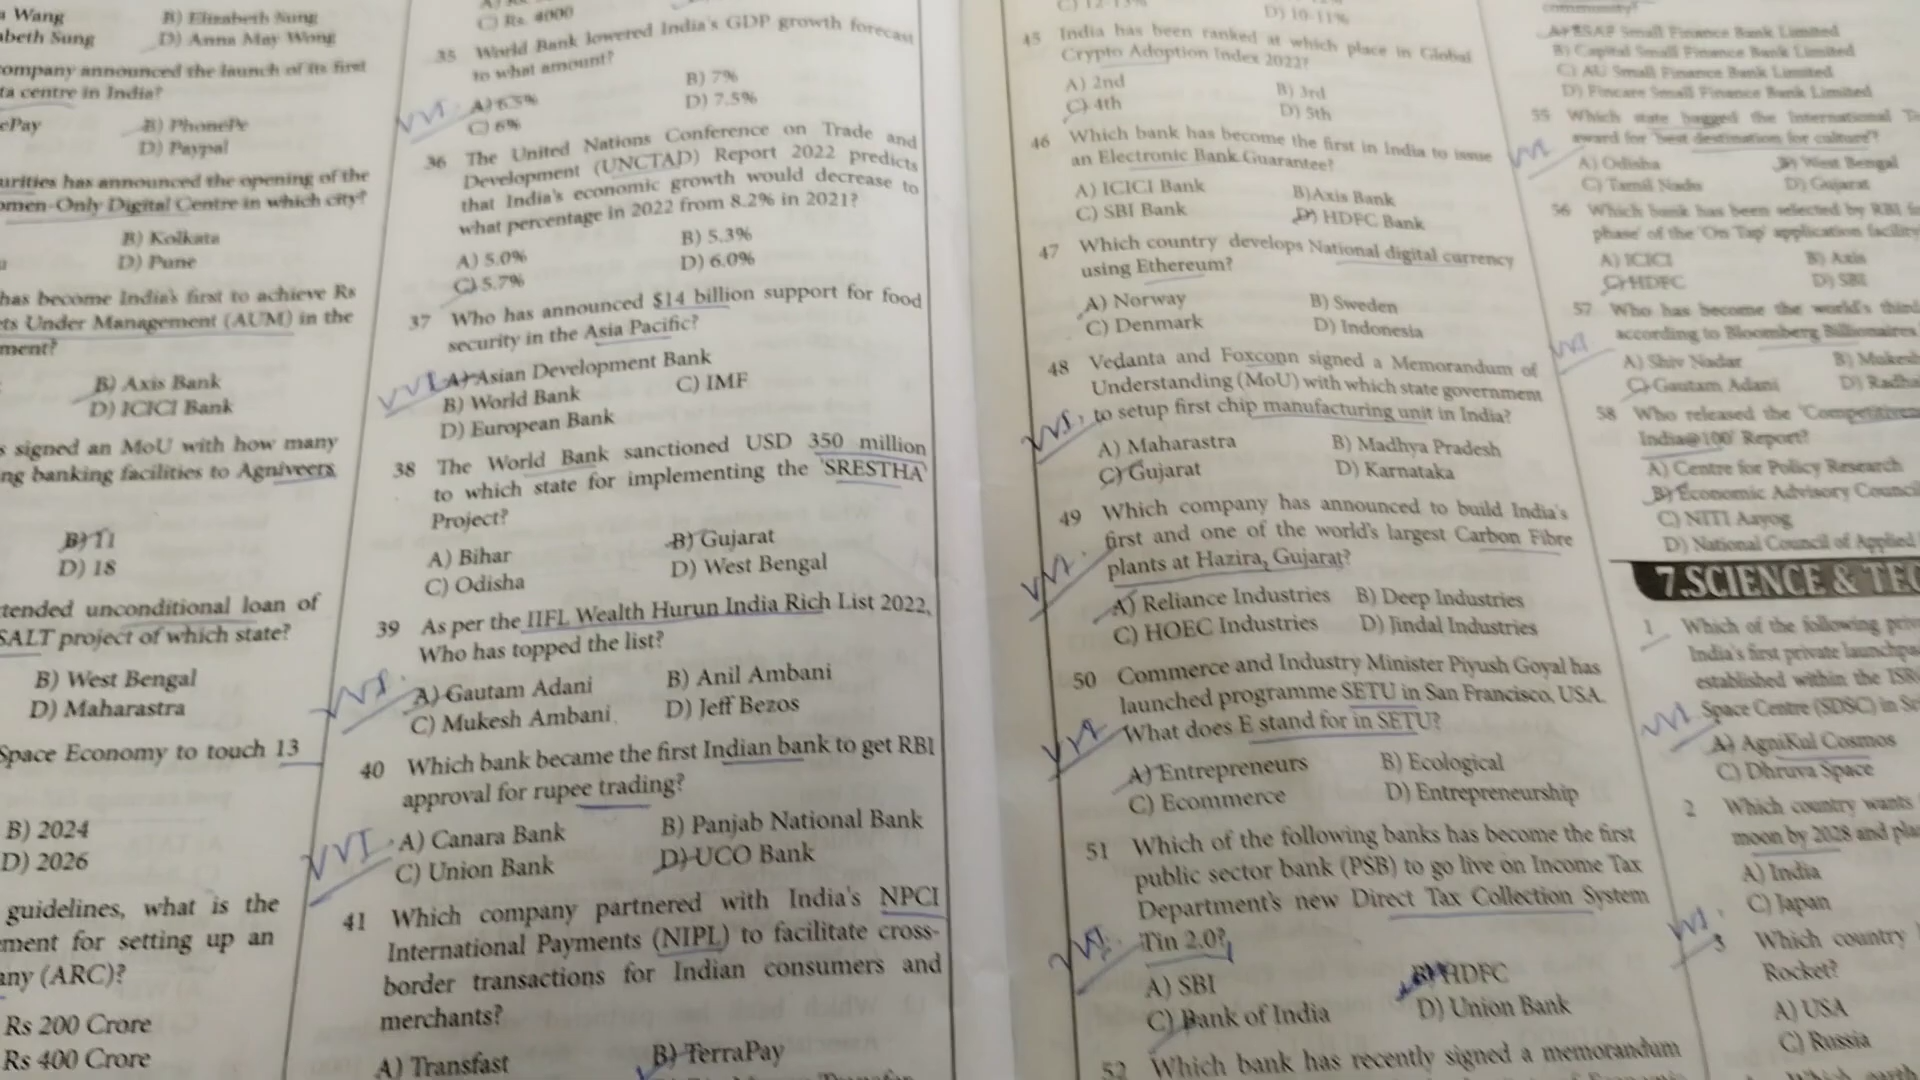 a Wang
B) Elizabeth Sung
abeth Sung
D) Anna May Wong
company announced the launch of its first
ta centre in India?
ePay
B) PhonePe
D) Paypal
urities has announced the opening of the
omen-Only Digital Centre in which city?
B) Kolkata
D) Pune
has become India's first to achieve Rs
ets Under Management (AUM) in the
ment?
B) Axis Bank
D) ICICI Bank
s signed an MoU with how many
ng banking facilities to Agniveers
B) 11
D) 18
tended unconditional loan of
SALT project of which state?
B) West Bengal
D) Maharastra
Space Economy to touch 13
B) 2024
D) 2026
guidelines, what is the
ment for setting up an
any (ARC)?
Rs 200 Crore
Rs 400 Crore
C) Rs. 4000
35 World Bank lowered India's GDP growth forecast
to what amount?
A) 6.5%
B) 7%
C) 6%
D) 7.5%
VVI
36 The United Nations Conference on Trade and
Development (UNCTAD) Report 2022 predicts
that India's economic growth would decrease to
what percentage in 2022 from 8.2% in 2021?
A) 5.0%
B) 5.3%
C) 5.7%
D) 6.0%
37 Who has announced $14 billion support for food
security in the Asia Pacific?
VVI
A) Asian Development Bank
B) World Bank
C) IMF
D) European Bank
38 The World Bank sanctioned USD 350 million
to which state for implementing the 'SRESTHA'
Project?
A) Bihar
B) Gujarat
C) Odisha
D) West Bengal
39 As per the IIFL Wealth Hurun India Rich List 2022,
Who has topped the list?
VVI
A) Gautam Adani
B) Anil Ambani
C) Mukesh Ambani
D) Jeff Bezos
40 Which bank became the first Indian bank to get RBI
approval for rupee trading?
VVI
A) Canara Bank
B) Panjab National Bank
C) Union Bank
D) UCO Bank
41 Which company partnered with India's NPCI
International Payments (NIPL) to facilitate cross-
border transactions for Indian consumers and
merchants?
A) Transfast
B) TerraPay
C) 12-13%
D) 10-11%
45 India has been ranked at which place in Global
Crypto Adoption Index 2022?
A) 2nd
B) 3rd
C) 4th
D) 5th
46 Which bank has become the first in India to issue
an Electronic Bank Guarantee?
A) ICICI Bank
B) Axis Bank
C) SBI Bank
D) HDFC Bank
47 Which country develops National digital currency
using Ethereum?
A) Norway
B) Sweden
C) Denmark
D) Indonesia
48 Vedanta and Foxconn signed a Memorandum of
Understanding (MoU) with which state government
to setup first chip manufacturing unit in India?
VVI
A) Maharastra
B) Madhya Pradesh
C) Gujarat
D) Karnataka
49 Which company has announced to build India's
first and one of the world's largest Carbon Fibre
plants at Hazira, Gujarat?
VVI
A) Reliance Industries
B) Deep Industries
C) HOEC Industries
D) Jindal Industries
50 Commerce and Industry Minister Piyush Goyal has
launched programme SETU in San Francisco, USA.
What does E stand for in SETU?
VVI
A) Entrepreneurs
B) Ecological
C) Ecommerce
D) Entrepreneurship
51 Which of the following banks has become the first
public sector bank (PSB) to go live on Income Tax
Department's new Direct Tax Collection System
Tin 2.0?
VVI
A) SBI
B) HDFC
C) Bank of India
D) Union Bank
52 Which bank has recently signed a memorandum
community?
A) ESAF Small Finance Bank Limited
B) Capital Small Finance Bank Limited
C) AU Small Finance Bank Limited
D) Fincare Small Finance Bank Limited
55 Which state bagged the International
award for 'best destination for culture'?
VVI
A) Odisha
B) West Bengal
C) Tamil Nadu
D) Gujarat
56 Which bank has been selected by RBI
phase' of the 'On Tap' application facility
A) ICICI
B) Axis
C) HDFC
D) SBI
57 Who has become the world's third
according to Bloomberg Billionaires
VVI
A) Shiv Nadar
B) Mukesh
C) Gautam Adani
D) Radha
58 Who released the 'Competitiveness
India@100' Report?
A) Centre for Policy Research
B) Economic Advisory Council
C) NITI Aayog
D) National Council of Applied
7.SCIENCE & TEC
1 Which of the following priv
India's first private launchpa
established within the ISR
Space Centre (SDSC) in Sri
VVI
A) AgniKul Cosmos
C) Dhruva Space
2 Which country wants
moon by 2028 and pla
A) India
C) Japan
VVI
3 Which country
Rocket?
A) USA
C) Russia